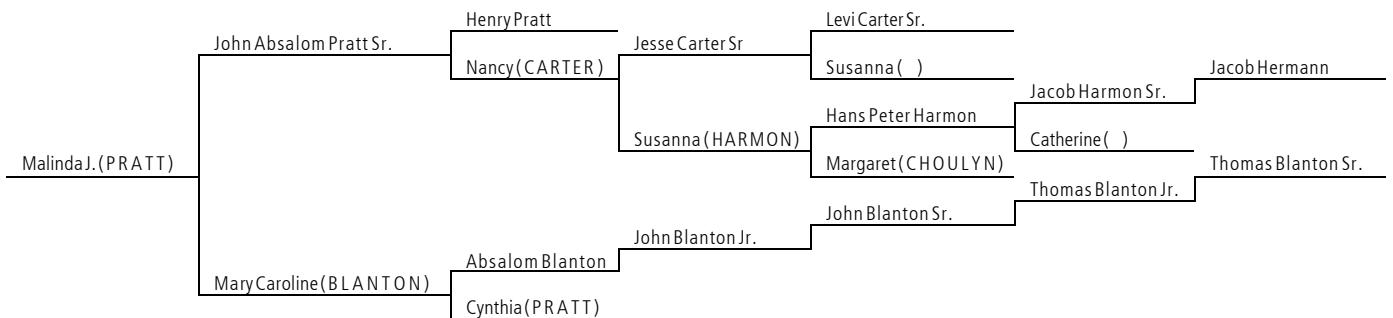 Henry Pratt
Levi Carter Sr.
John Absalom Pratt Sr.
Jesse Carter Sr
Nancy (CARTER)
Susanna ( )
Jacob Hermann
Jacob Harmon Sr.
Hans Peter Harmon
Susanna (HARMON)
Catherine ( )
Malinda J. (PRATT)
Margaret (CHOULYN)
Thomas Blanton Sr.
Thomas Blanton Jr.
John Blanton Sr.
John Blanton Jr.
Absalom Blanton
Mary Caroline (BLANTON)
Cynthia (PRATT)